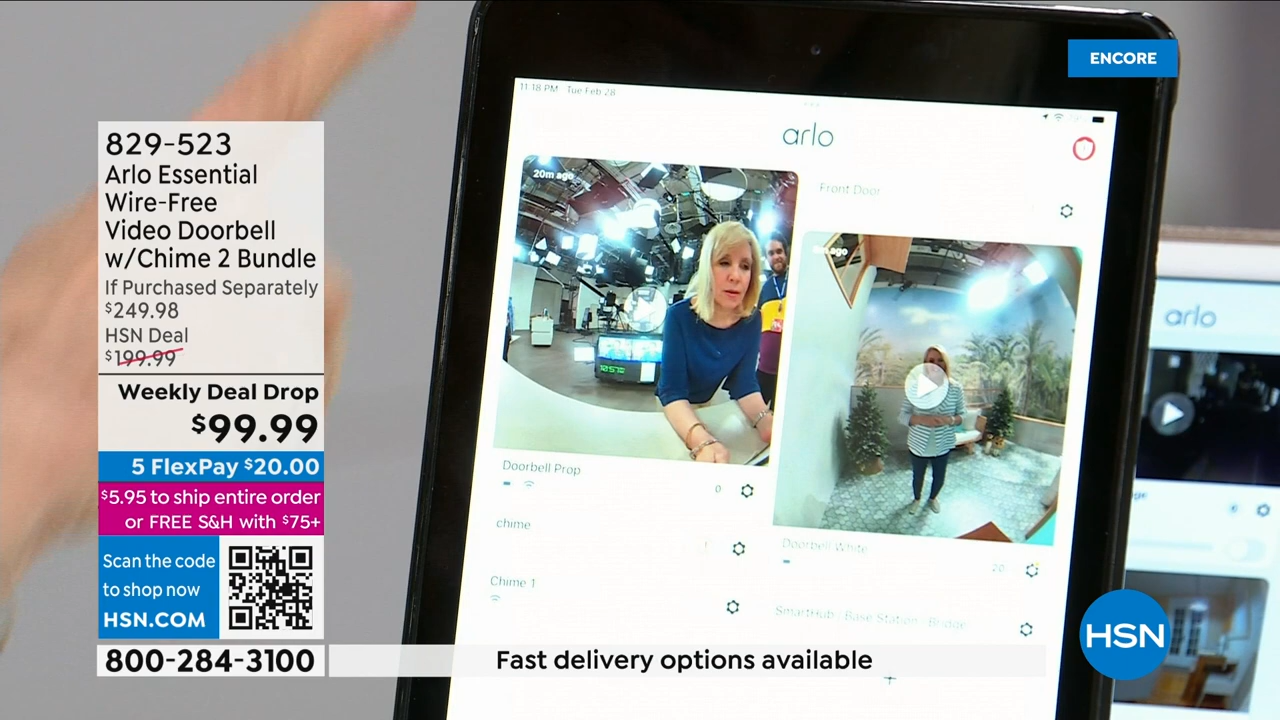 ENCORE
829-523
Arlo Essential
Wire-Free
Video Doorbell
w/Chime 2 Bundle
If Purchased Separately
$249.98
HSN Deal
$199.99
Weekly Deal Drop
$99.99
5 FlexPay $20.00
$5.95 to ship entire order
or FREE S&H with $75+
Scan the code
to shop now
HSN.COM
800-284-3100
Fast delivery options available
HSN
11:18 PM Tue Feb 28
arlo
20m ago
Front Door
ago
Doorbell Prop
0
chime
Chime 1
Doorbell White
20
SmartHub / Base Station / Bridge
arlo